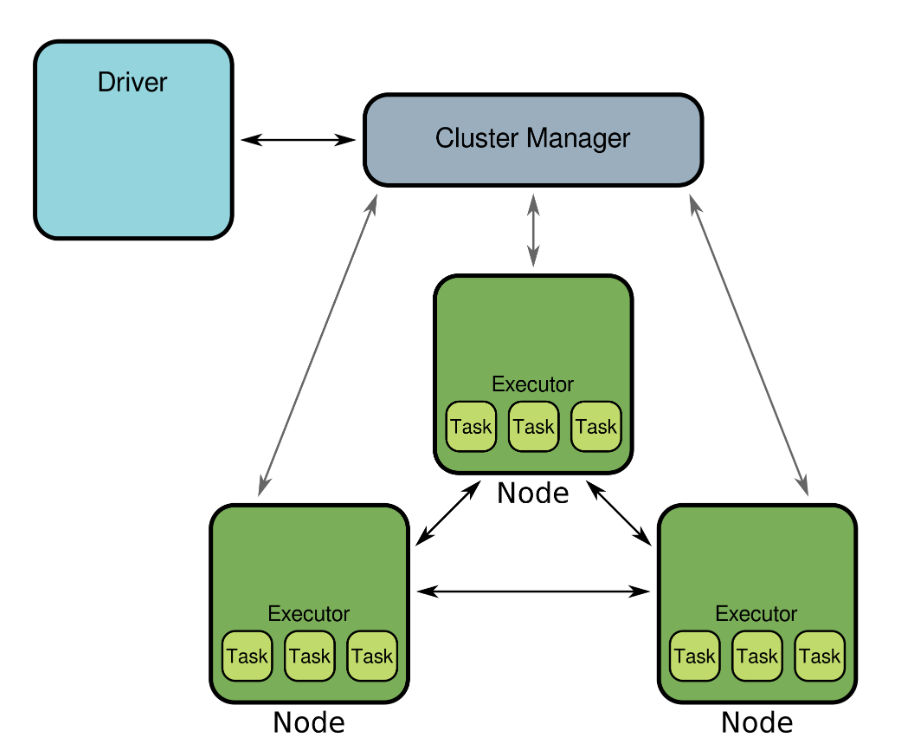 Driver
Cluster Manager
Executor
Task Task Task
Node
Executor
Task Task Task
Node
Executor
Task Task Task
Node